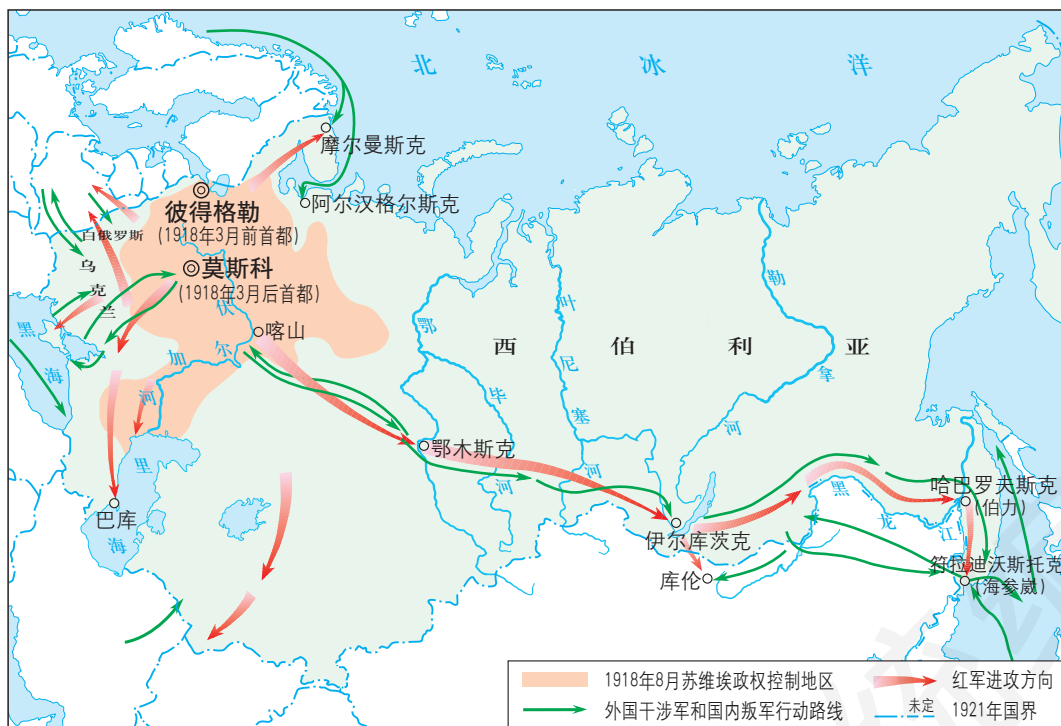 北冰洋
摩尔曼斯克
阿尔汉格尔斯克
彼得格勒
(1918年3月前首都)
白俄罗斯
乌克兰
莫斯科
(1918年3月后首都)
喀山
伏尔加河
黑海
里海
巴库
鄂毕河
叶尼塞河
勒拿河
西伯利亚
鄂木斯克
伊尔库茨克
库伦
黑龙江
哈巴罗夫斯克
(伯力)
符拉迪沃斯托克
(海参崴)
1918年8月苏维埃政权控制地区
红军进攻方向
外国干涉军和国内叛军行动路线
未定
1921年国界